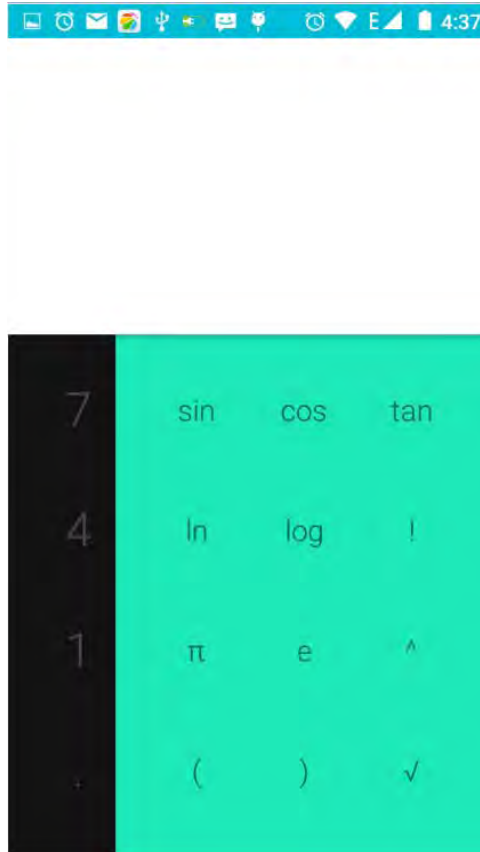 E 4:37
7 sin cos tan
4 ln log !
1 π e ^
. ( ) √